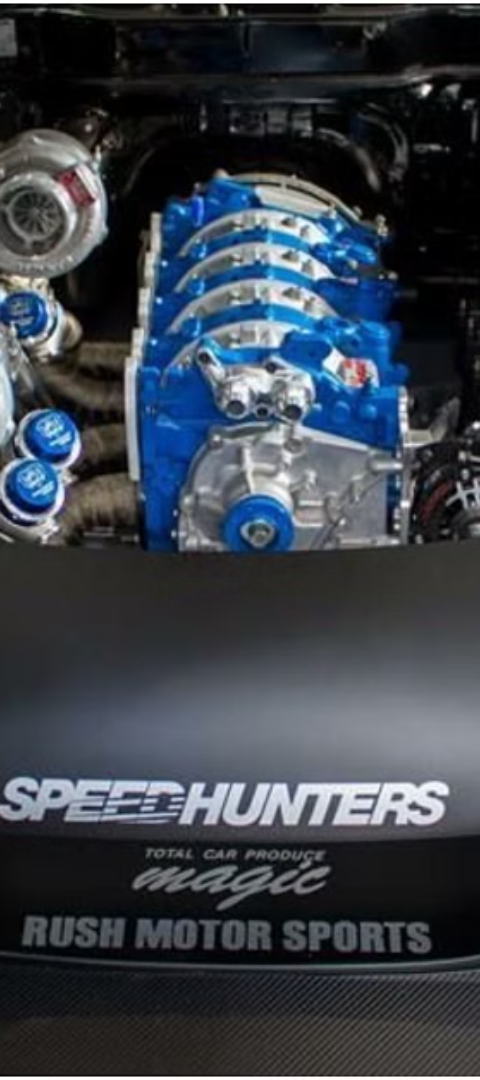 SPEEDHUNTERS
TOTAL CAR PRODUCE
magic
RUSH MOTOR SPORTS